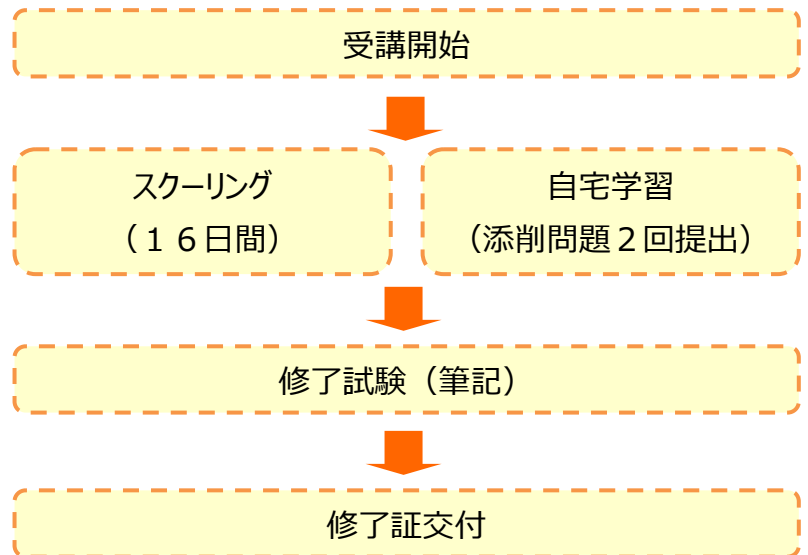 受講開始
スクーリング
（１６日間）
自宅学習
（添削問題２回提出）
修了試験（筆記）
修了証交付